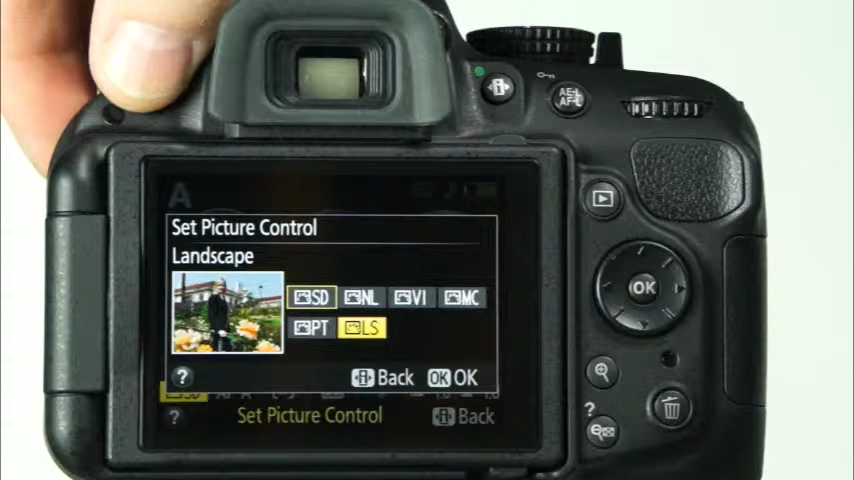 AE-L
AF-L
A
Set Picture Control
Landscape
SD NL VI MC
PT LS
? i Back OK OK
? Set Picture Control i Back
i
OK
?